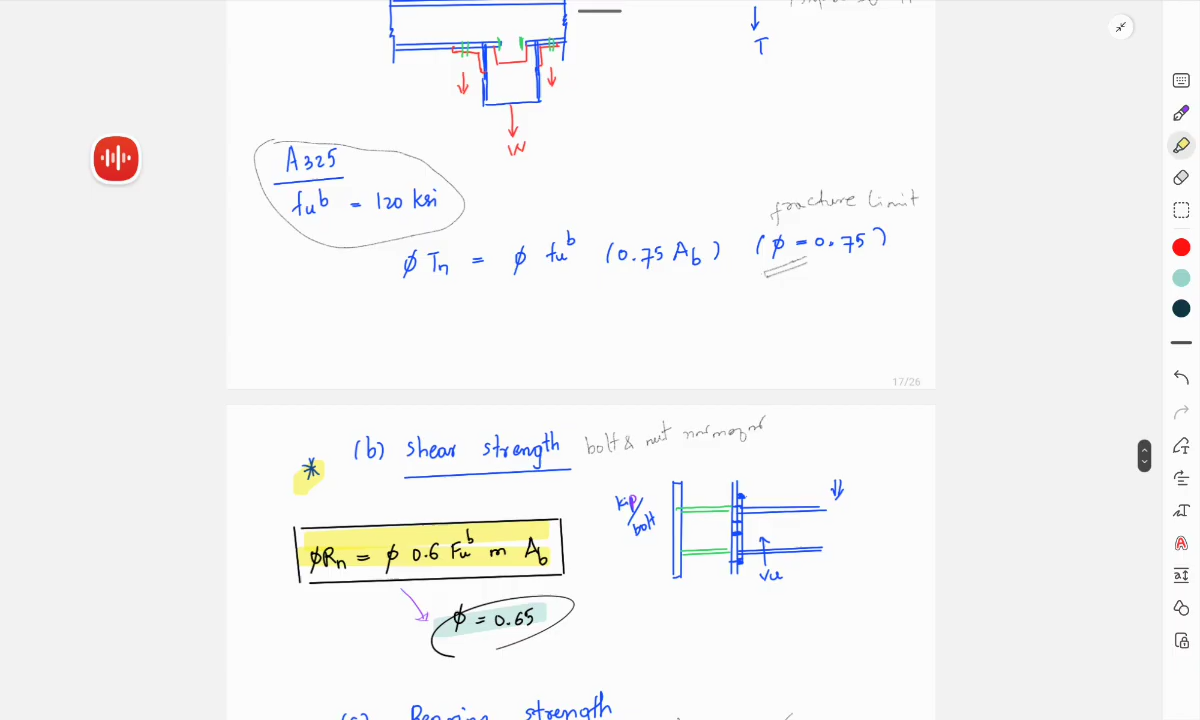 T
W
A325
fu^b = 120 ksi
fracture limit
φ Tn = φ fu^b (0.75 Ab) (φ = 0.75)
17/26
(b) shear strength bolt & nut
*
kip/bolt
φRn = φ 0.6 Fu^b m Ab
Vu
φ = 0.65
(c) Bearing strength